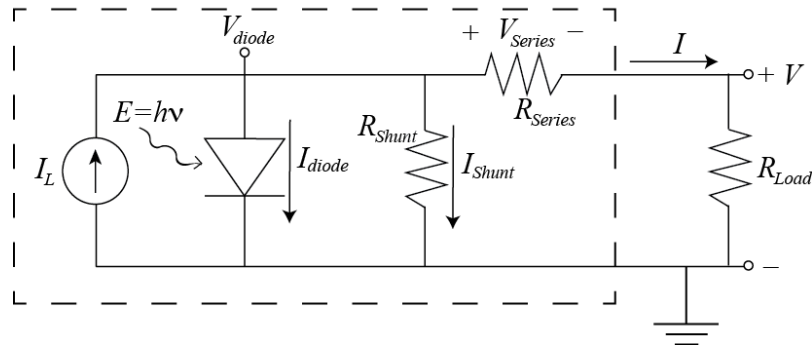 V_diode
+ V_Series −
I
+ V
E=hν
R_Shunt
R_Series
I_L
I_diode
I_Shunt
R_Load
−